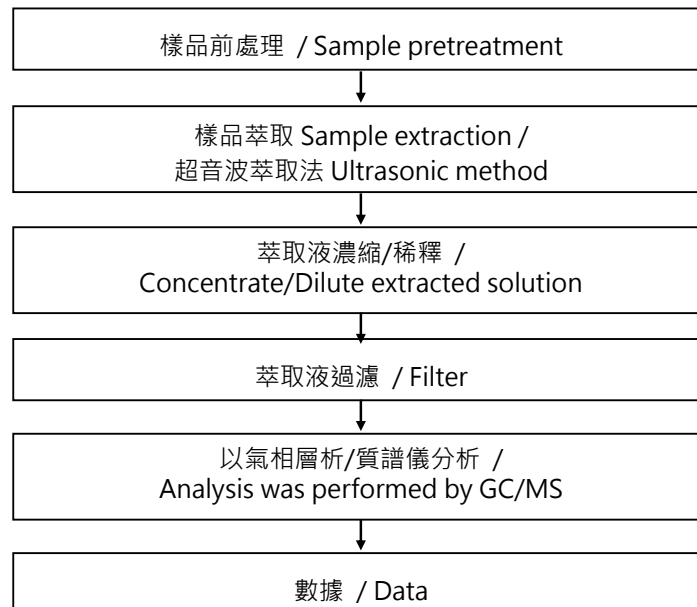 樣品前處理 / Sample pretreatment
樣品萃取 Sample extraction /
超音波萃取法 Ultrasonic method
萃取液濃縮/稀釋 /
Concentrate/Dilute extracted solution
萃取液過濾 / Filter
以氣相層析/質譜儀分析 /
Analysis was performed by GC/MS
數據 / Data